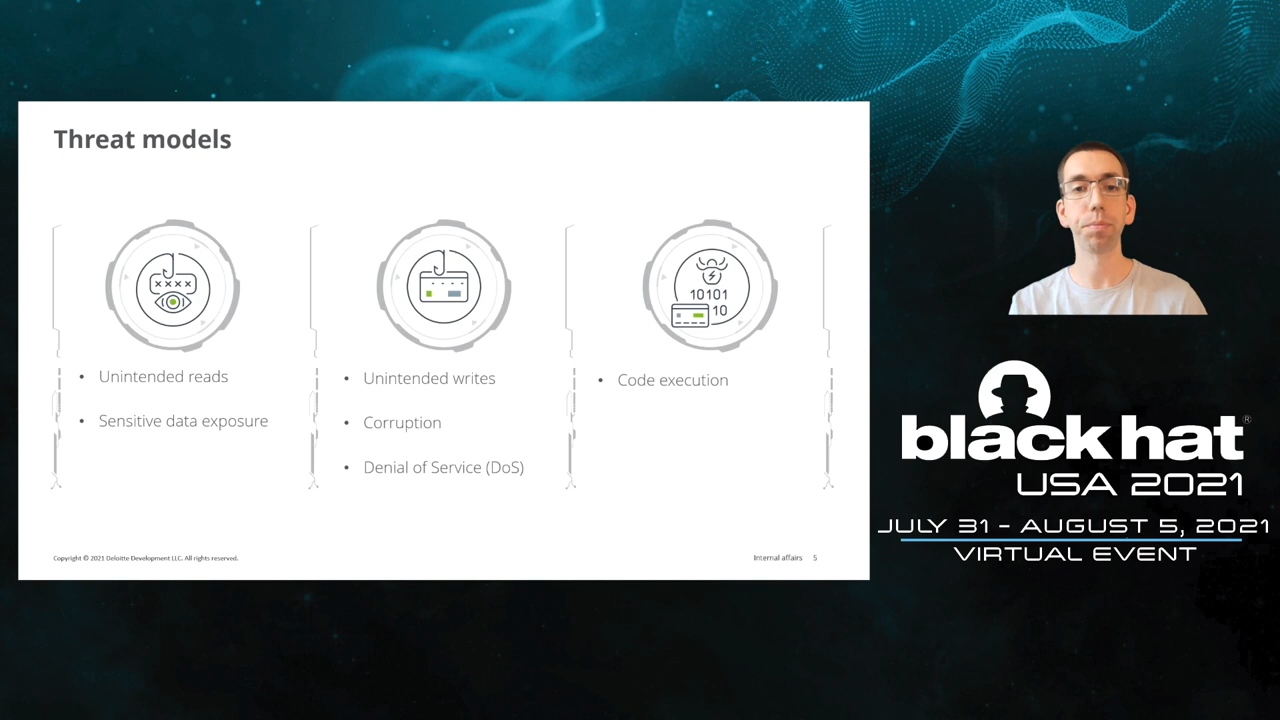 Threat models
× × × ×
10101
10
• Unintended reads
• Sensitive data exposure
• Unintended writes
• Corruption
• Denial of Service (DoS)
• Code execution
Copyright © 2021 Deloitte Development LLC. All rights reserved.
Internal affairs 5
black hat®
USA 2021
JULY 31 - AUGUST 5, 2021
VIRTUAL EVENT